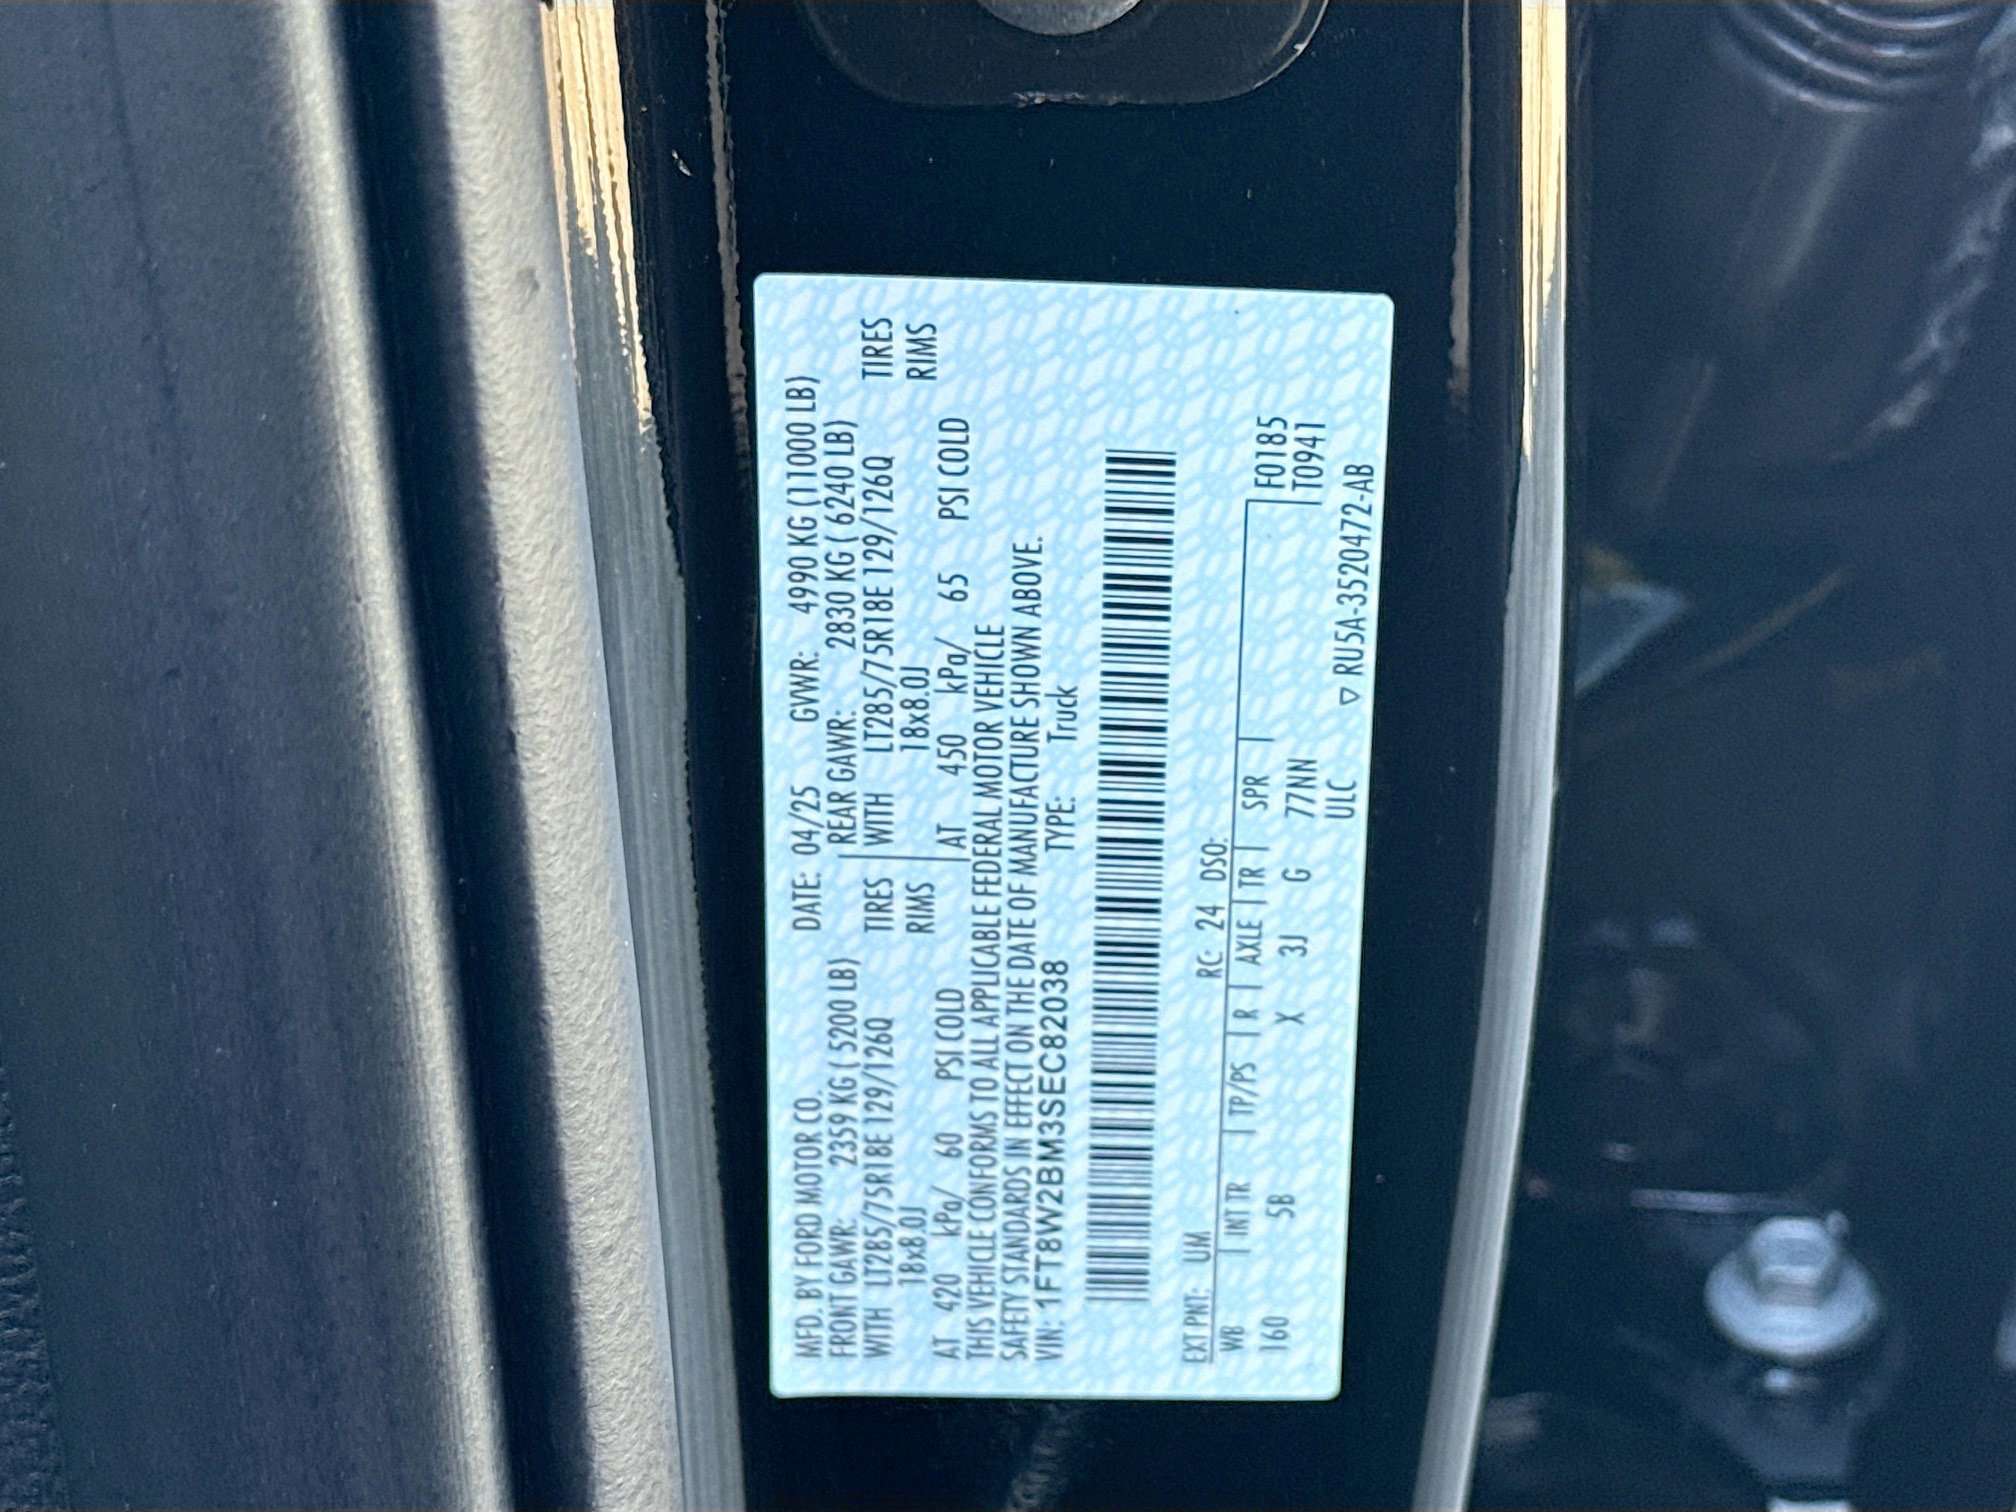 MFD. BY FORD MOTOR CO. DATE: 04/25 GVWR: 4990 KG (11000 LB)
FRONT GAWR: 2359 KG ( 5200 LB) REAR GAWR: 2830 KG ( 6240 LB)
WITH LT285/75R18E 129/126Q TIRES WITH LT285/75R18E 129/126Q TIRES
18x8.0J RIMS 18x8.0J RIMS
AT 420 kPa/ 60 PSI COLD AT 450 kPa/ 65 PSI COLD
THIS VEHICLE CONFORMS TO ALL APPLICABLE FEDERAL MOTOR VEHICLE
SAFETY STANDARDS IN EFFECT ON THE DATE OF MANUFACTURE SHOWN ABOVE.
VIN: 1FT8W2BM3SEC82038 TYPE: Truck
EXT PNT: UM RC: 24 DSO:
WB INT TR TP/PS R AXLE TR SPR F0185
160 5B X 3J G 77NN T0941
ULC ▽ RU5A-3520472-AB